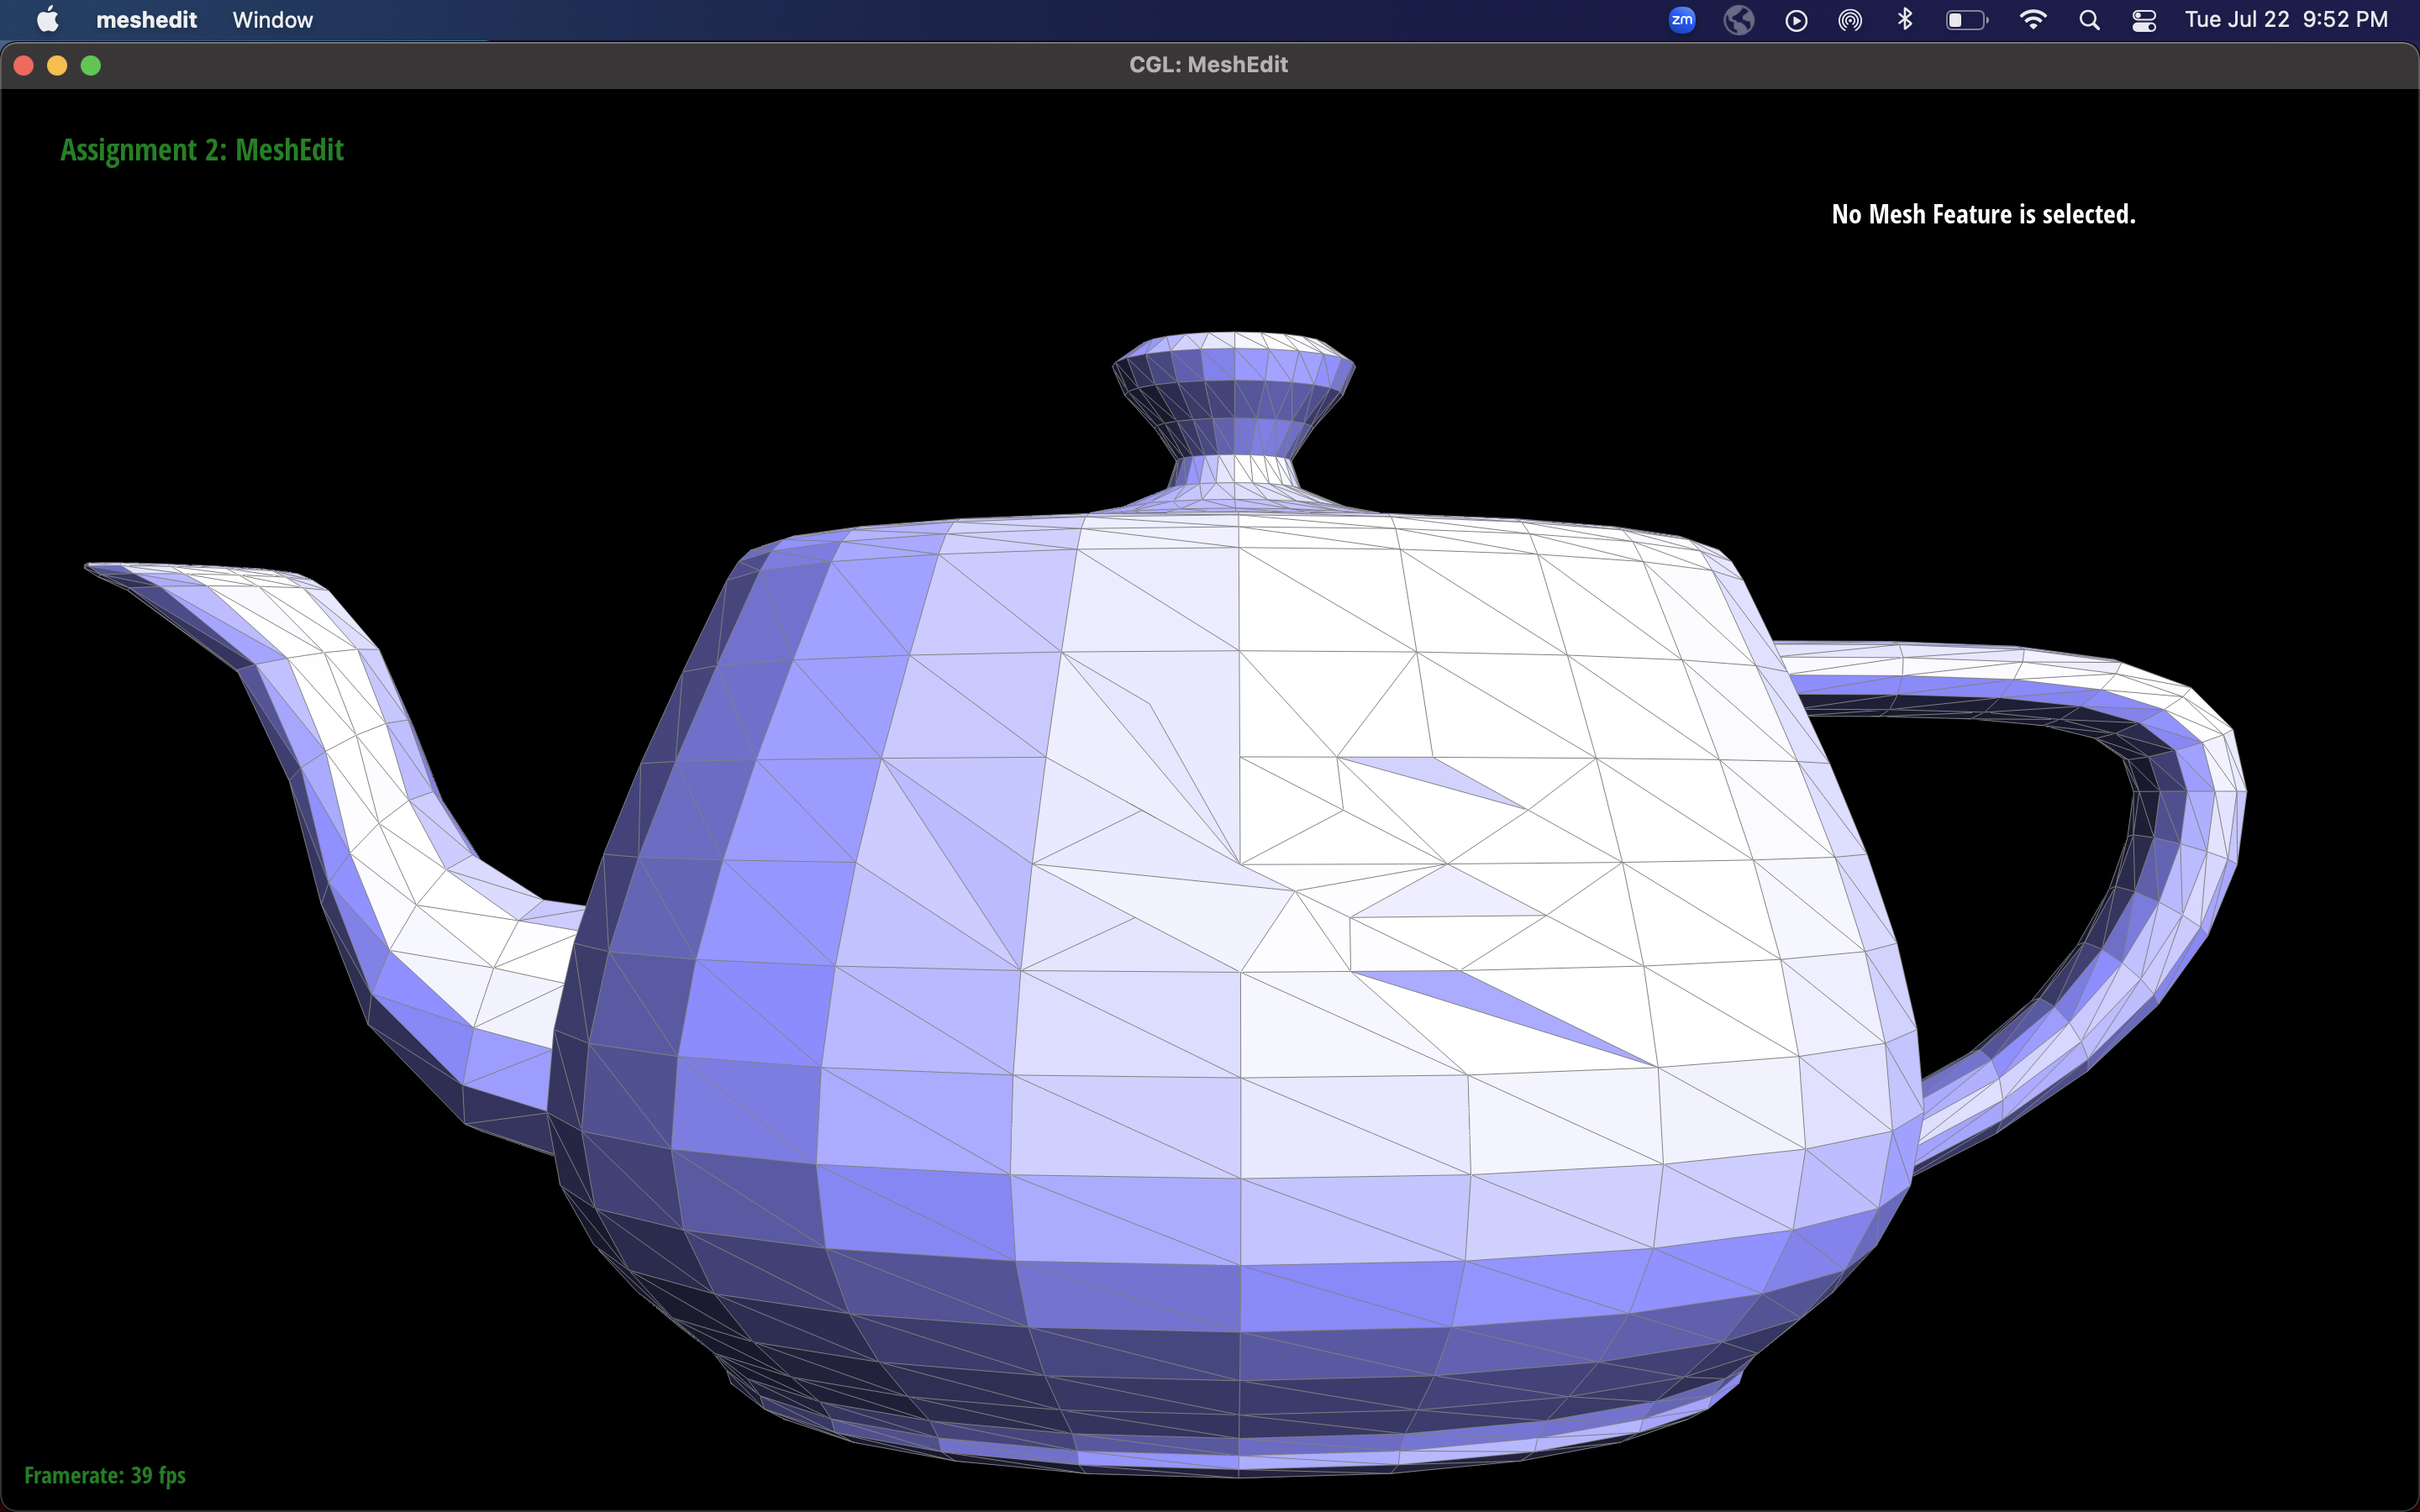 meshedit Window zm Tue Jul 22 9:52 PM
CGL: MeshEdit
Assignment 2: MeshEdit
No Mesh Feature is selected.
Framerate: 39 fps